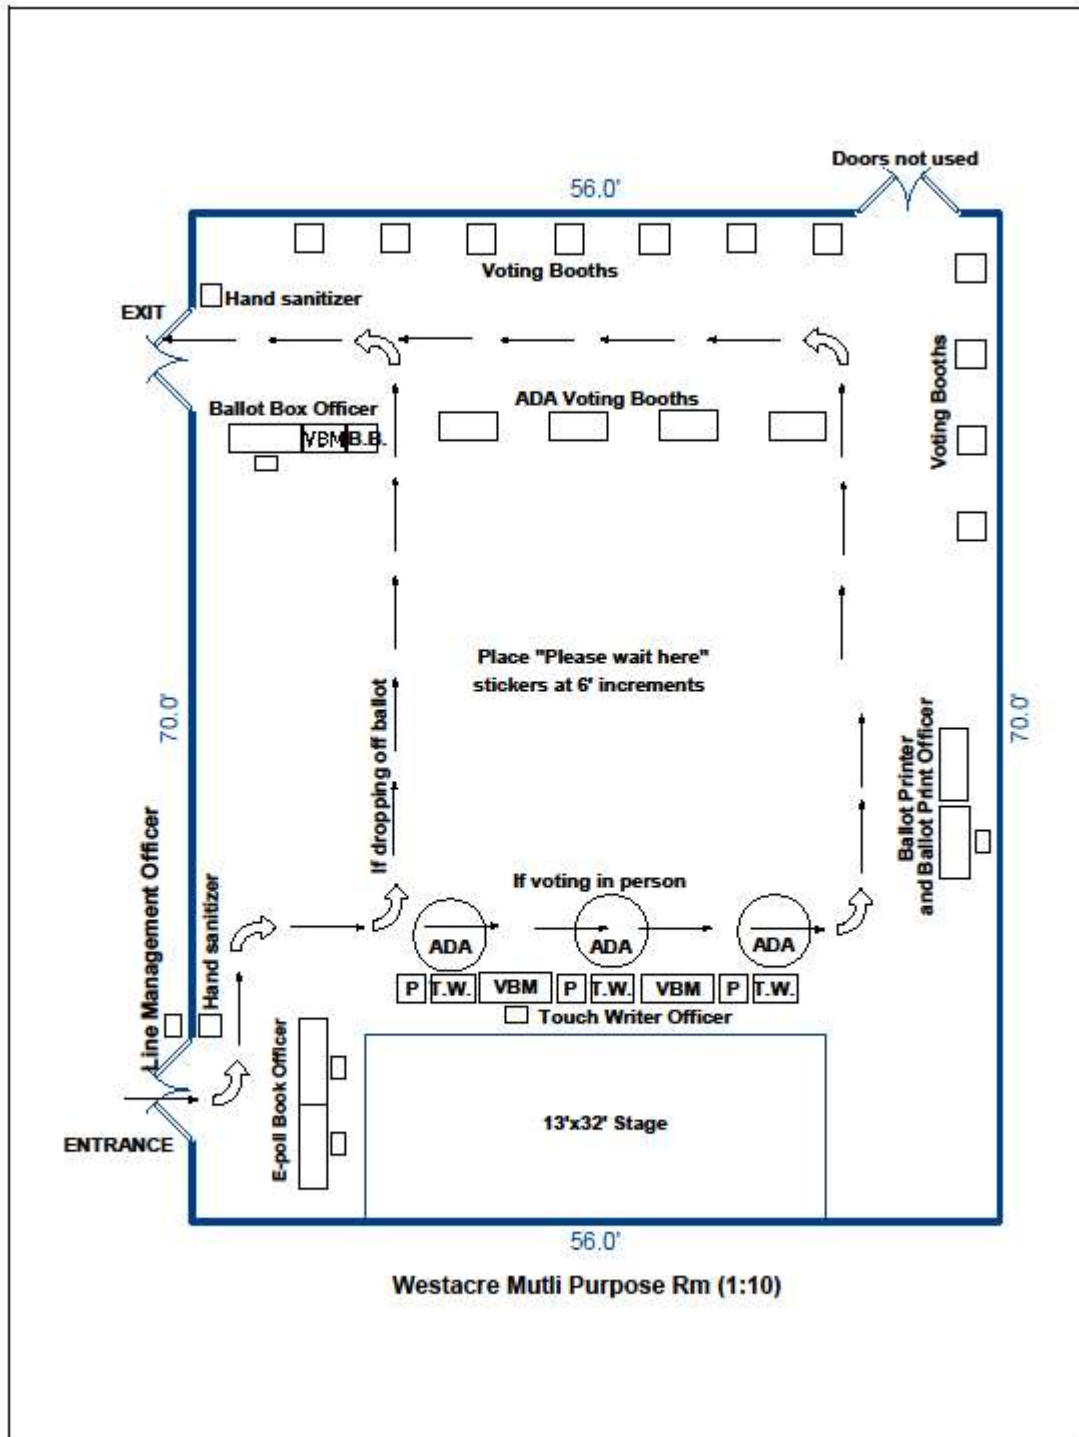 Doors not used
56.0'
Voting Booths
Hand sanitizer
EXIT
Voting Booths
ADA Voting Booths
Ballot Box Officer
VBM B.B.
Place "Please wait here"
stickers at 6' increments
If dropping off ballot
70.0'
70.0'
Ballot Printer
and Ballot Print Officer
Line Management Officer
Hand sanitizer
If voting in person
ADA ADA ADA
P T.W. VBM P T.W. VBM P T.W.
Touch Writer Officer
E-poll Book Officer
13'x32' Stage
ENTRANCE
56.0'
Westacre Mutli Purpose Rm (1:10)